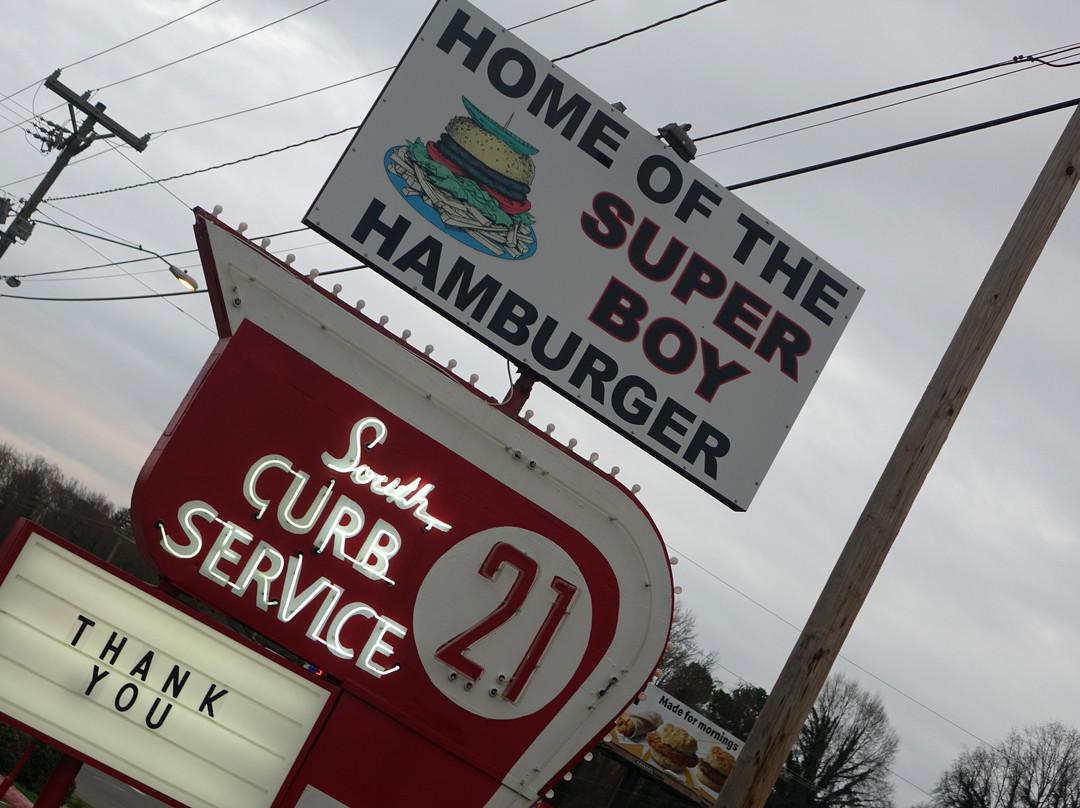 HOME OF THE
SUPER
BOY
HAMBURGER
South
CURB
SERVICE
21
THANK
YOU
Made for mornings